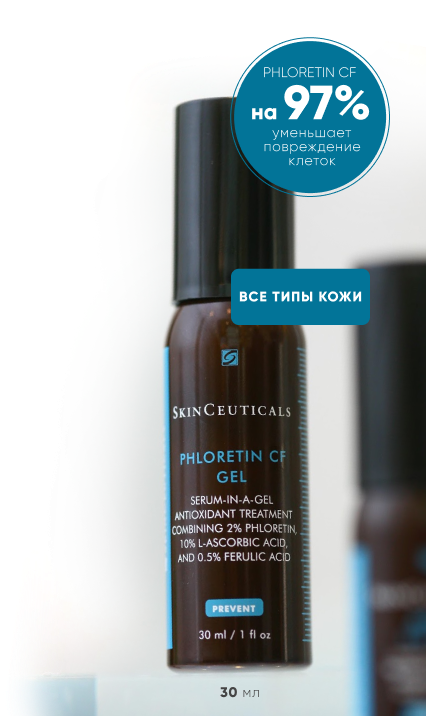 PHLORETIN CF
на 97%
уменьшает
повреждение
клеток
ВСЕ ТИПЫ КОЖИ
SKINCEUTICALS
PHLORETIN CF
GEL
SERUM-IN-A-GEL
ANTIOXIDANT TREATMENT
COMBINING 2% PHLORETIN,
10% L-ASCORBIC ACID,
AND 0.5% FERULIC ACID
PREVENT
30 ml / 1 fl oz
30 мл